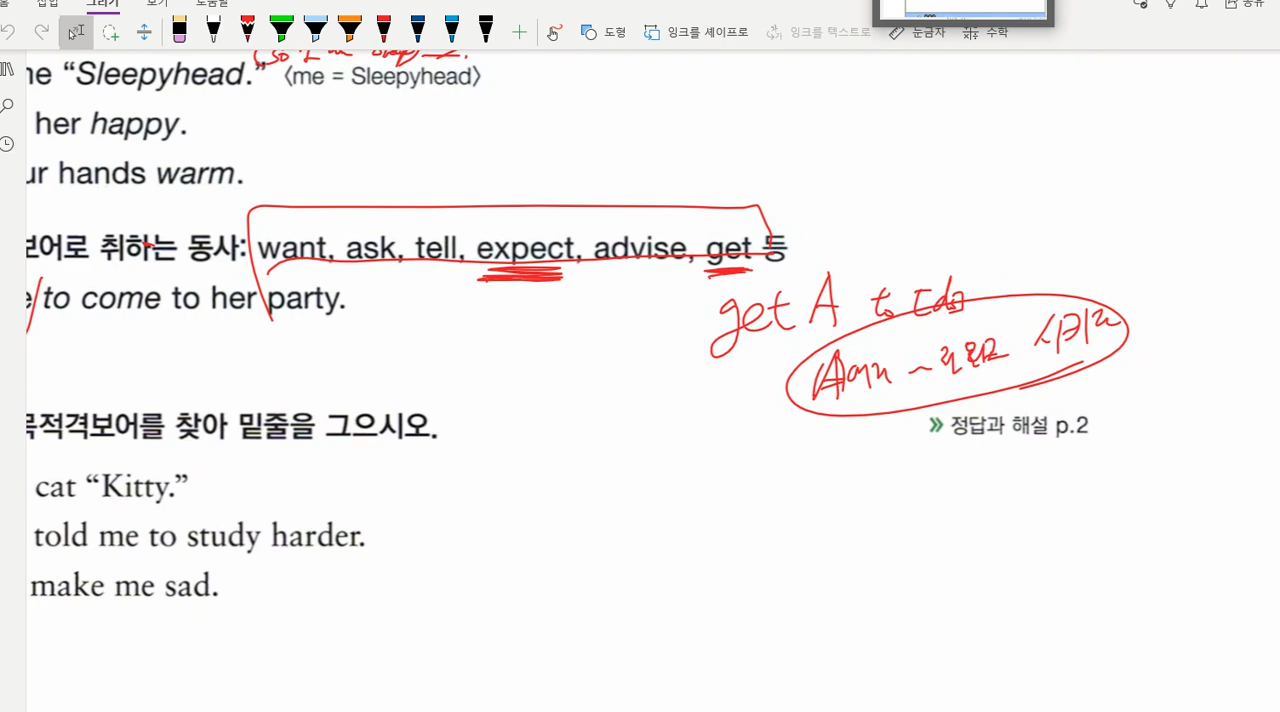 그리기
도형 잉크를 셰이프로 잉크를 텍스트로 눈금자 수학 공유
me “Sleepyhead.” 〈me = Sleepyhead〉
her happy.
ur hands warm.
보어로 취하는 동사: want, ask, tell, expect, advise, get 등
to come to her party.
get A to do
A에게 ~
시키다
목적격보어를 찾아 밑줄을 그으시오.
정답과 해설 p.2
cat “Kitty.”
told me to study harder.
make me sad.